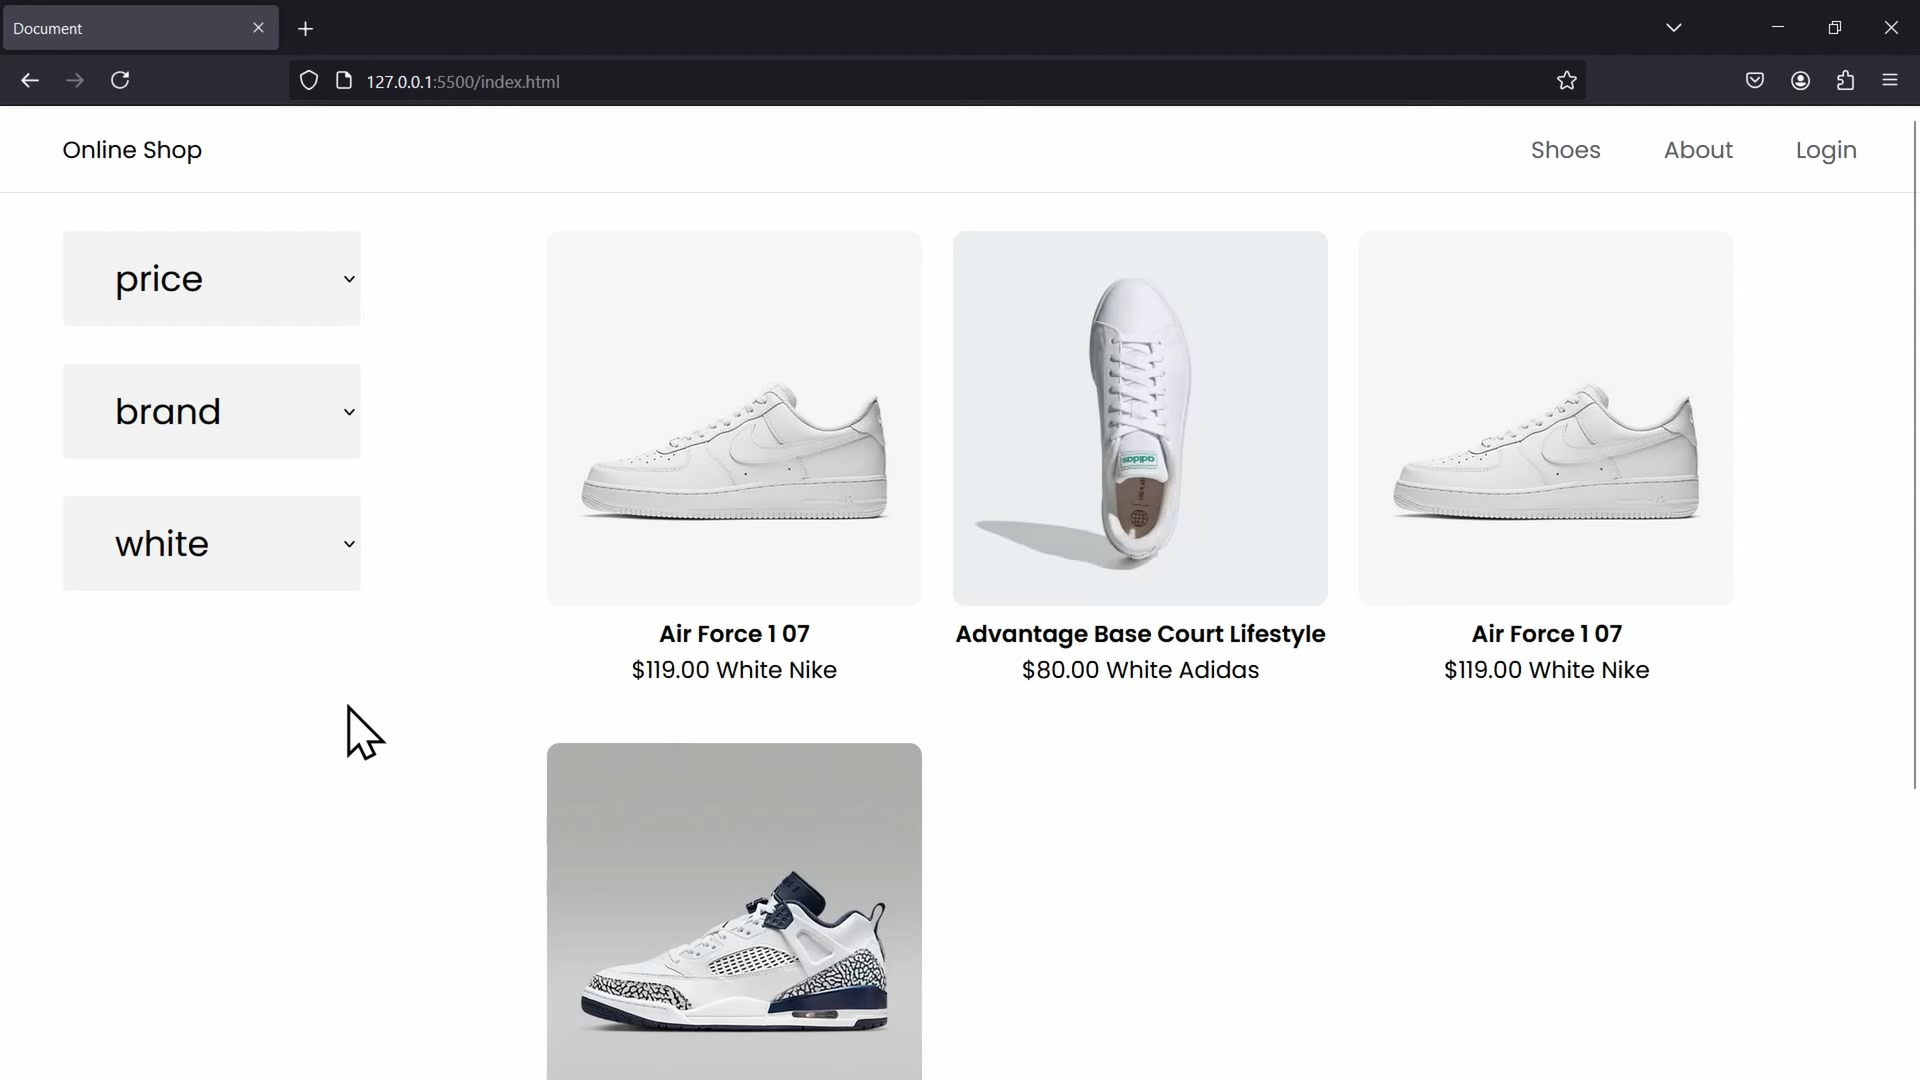 Document
127.0.0.1:5500/index.html
Online Shop
Shoes About Login
price
brand
white
adidas
Air Force 1 07
$119.00 White Nike
Advantage Base Court Lifestyle
$80.00 White Adidas
Air Force 1 07
$119.00 White Nike